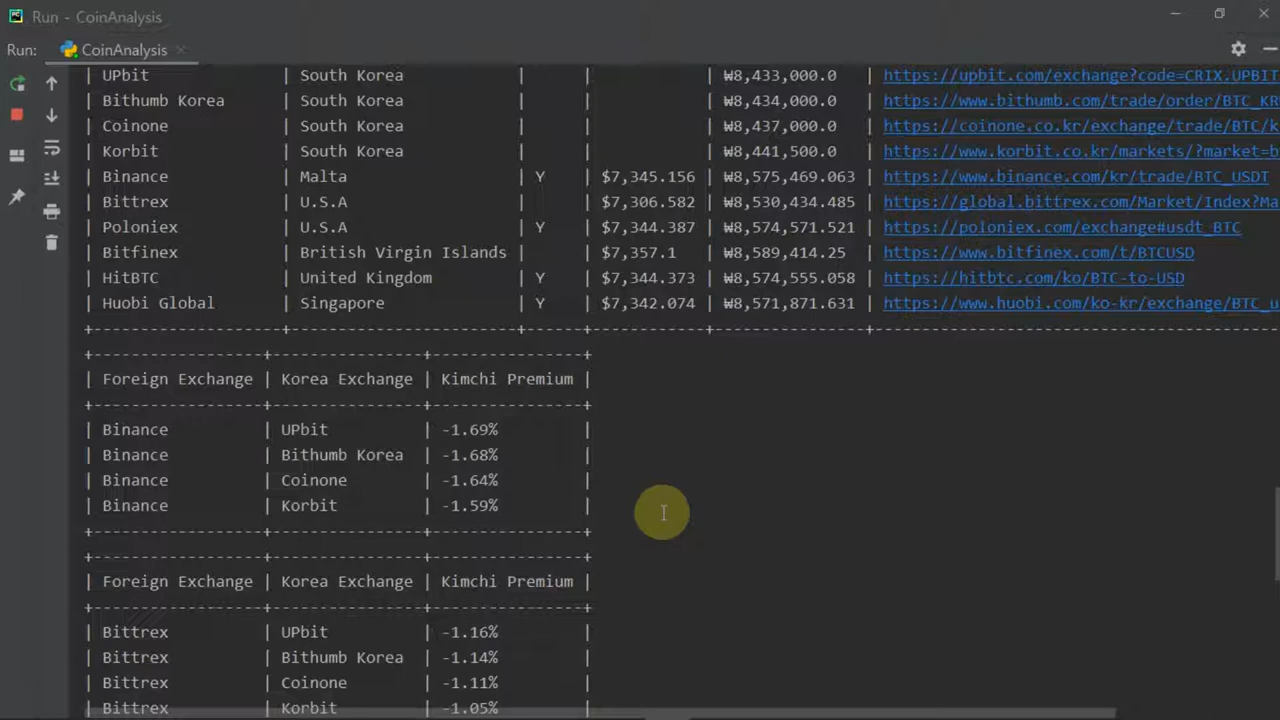 Run - CoinAnalysis
Run: CoinAnalysis
| UPbit | South Korea | | | ₩8,433,000.0 | https://upbit.com/exchange?code=CRIX.UPBIT
| Bithumb Korea | South Korea | | | ₩8,434,000.0 | https://www.bithumb.com/trade/order/BTC_KR
| Coinone | South Korea | | | ₩8,437,000.0 | https://coinone.co.kr/exchange/trade/BTC/k
| Korbit | South Korea | | | ₩8,441,500.0 | https://www.korbit.co.kr/markets/?market=b
| Binance | Malta | Y | $7,345.156 | ₩8,575,469.063 | https://www.binance.com/kr/trade/BTC_USDT
| Bittrex | U.S.A | | $7,306.582 | ₩8,530,434.485 | https://global.bittrex.com/Market/Index?Ma
| Poloniex | U.S.A | Y | $7,344.387 | ₩8,574,571.521 | https://poloniex.com/exchange#usdt_BTC
| Bitfinex | British Virgin Islands | | $7,357.1 | ₩8,589,414.25 | https://www.bitfinex.com/t/BTCUSD
| HitBTC | United Kingdom | Y | $7,344.373 | ₩8,574,555.058 | https://hitbtc.com/ko/BTC-to-USD
| Huobi Global | Singapore | Y | $7,342.074 | ₩8,571,871.631 | https://www.huobi.com/ko-kr/exchange/BTC_u
| Foreign Exchange | Korea Exchange | Kimchi Premium |
| Binance | UPbit | -1.69% |
| Binance | Bithumb Korea | -1.68% |
| Binance | Coinone | -1.64% |
| Binance | Korbit | -1.59% |
| Foreign Exchange | Korea Exchange | Kimchi Premium |
| Bittrex | UPbit | -1.16% |
| Bittrex | Bithumb Korea | -1.14% |
| Bittrex | Coinone | -1.11% |
| Bittrex | Korbit | -1.05% |